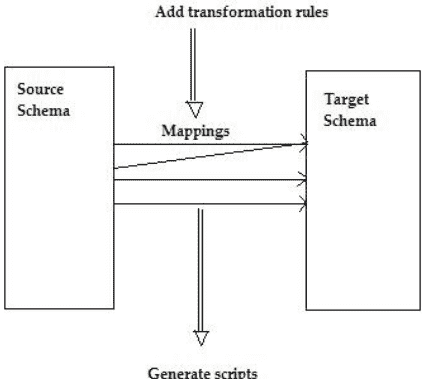 Add transformation rules
Source
Schema
Target
Schema
Mappings
Generate scripts